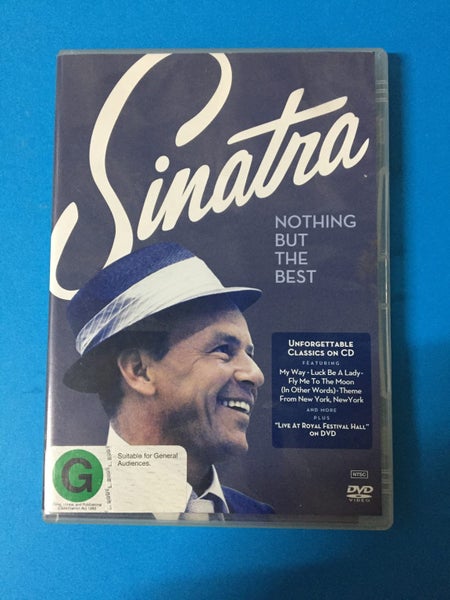 Sinatra
NOTHING
BUT
THE
BEST
UNFORGETTABLE
CLASSICS ON CD
FEATURING
MY WAY - LUCK BE A LADY -
FLY ME TO THE MOON
(IN OTHER WORDS) - THEME
FROM NEW YORK, NEWYORK
AND MORE
PLUS
"LIVE AT ROYAL FESTIVAL HALL"
ON DVD
G
Suitable for General
Audiences.
NTSC
DVD
VIDEO